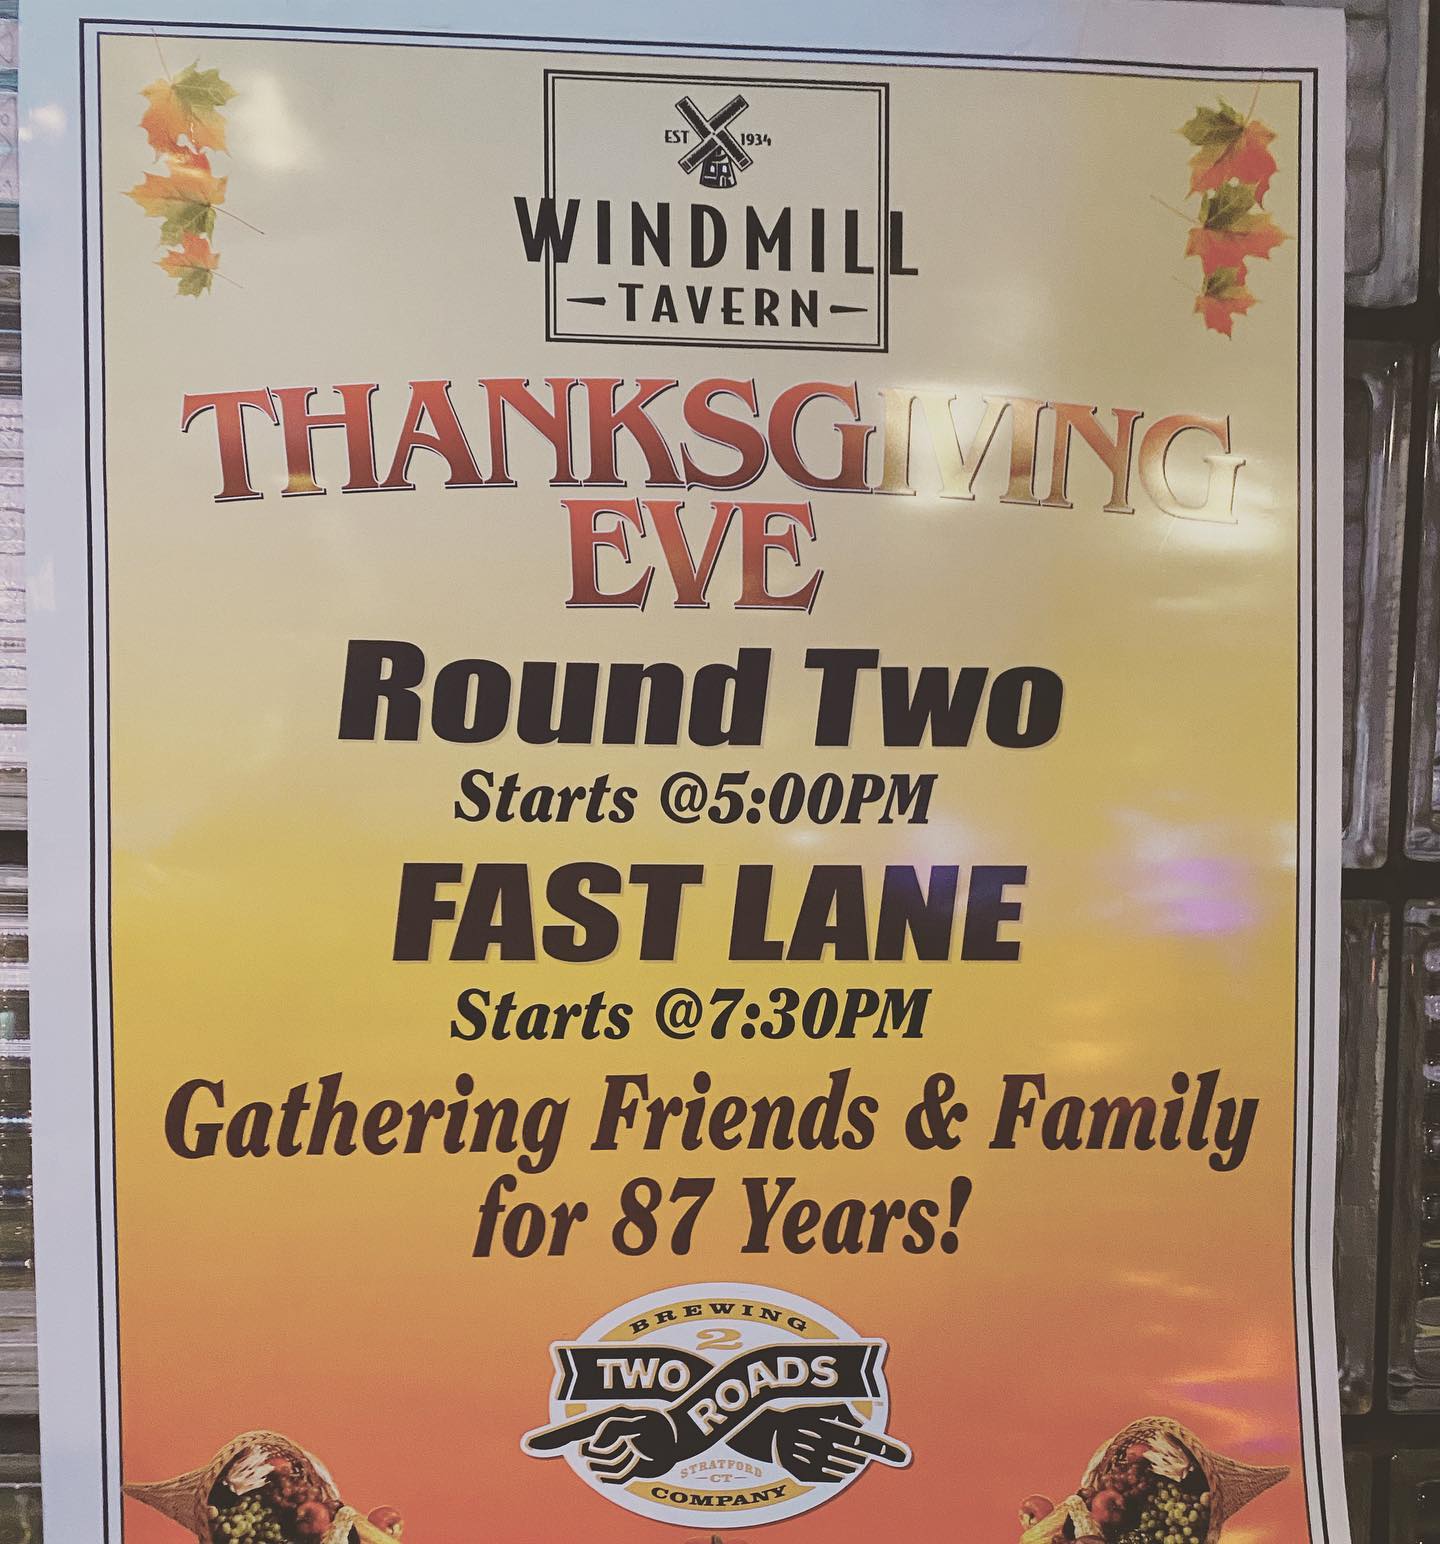 EST 1934
WINDMILL
TAVERN
THANKSGIVING
EVE
Round Two
Starts @5:00PM
FAST LANE
Starts @7:30PM
Gathering Friends & Family
for 87 Years!
BREWING
2
TWO ROADS
STRATFORD
CT
COMPANY